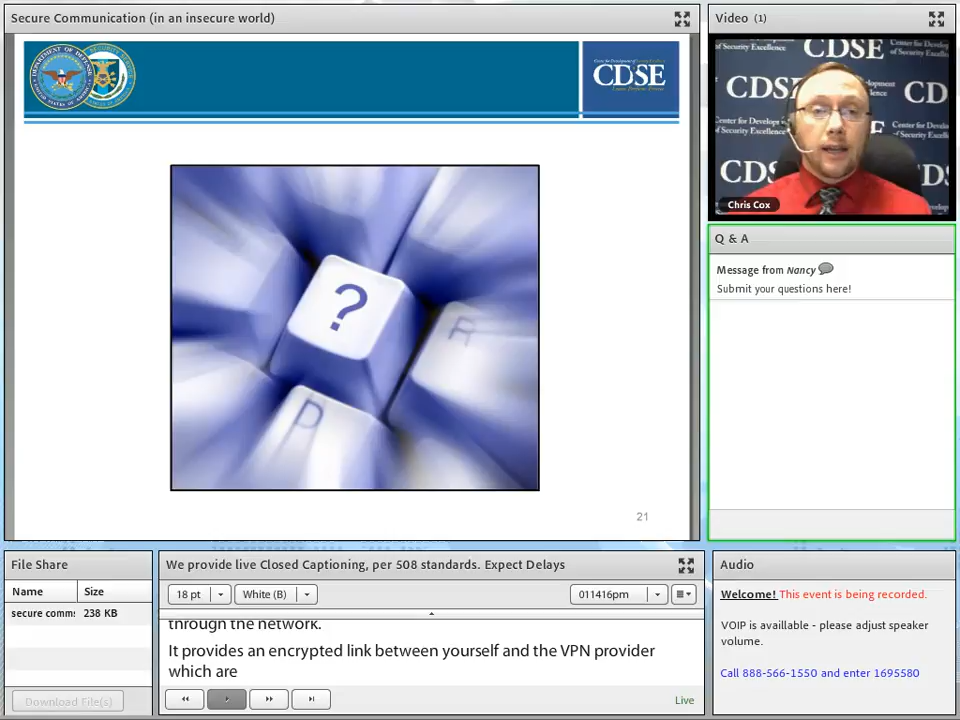 Secure Communication (in an insecure world)
CDSE
?
R
P
21
Video (1)
CDSE
CDSE
of Security Excellence
Chris Cox
Q & A
Message from Nancy
Submit your questions here!
File Share
Name Size
secure comm: 238 KB
Download File(s)
We provide live Closed Captioning, per 508 standards. Expect Delays
18 pt White (B) 011416pm
through the network.
It provides an encrypted link between yourself and the VPN provider
which are
Live
Audio
Welcome! This event is being recorded.
VOIP is availlable - please adjust speaker
volume.
Call 888-566-1550 and enter 1695580